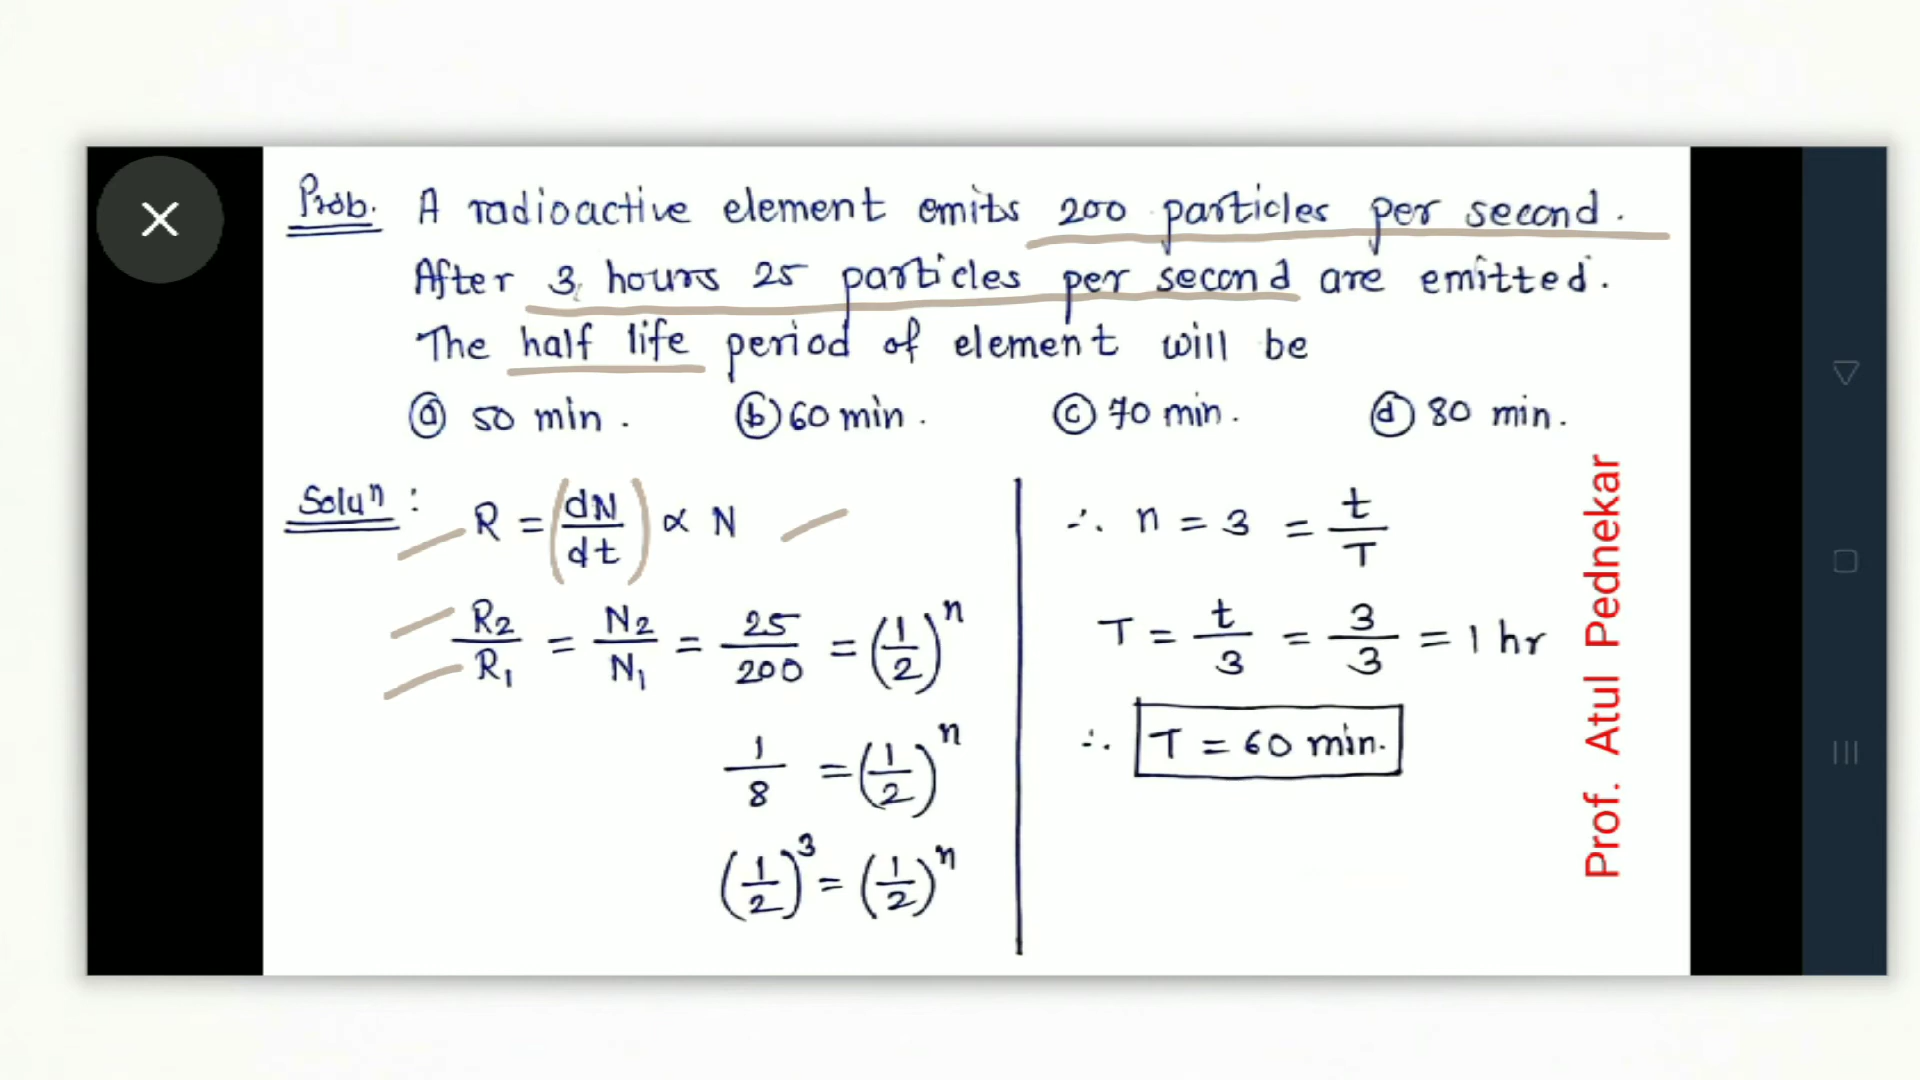 Prob. A radioactive element emits 200 particles per second.
After 3 hours 25 particles per second are emitted.
The half life period of element will be
ⓐ 50 min. ⓑ 60 min. ⓒ 70 min. ⓓ 80 min.
Soluⁿ: R = (dN/dt) ∝ N
R₂/R₁ = N₂/N₁ = 25/200 = (1/2)ⁿ
1/8 = (1/2)ⁿ
(1/2)³ = (1/2)ⁿ
∴ n = 3 = t/T
T = t/3 = 3/3 = 1 hr
∴ T = 60 min.
Prof. Atul Pednekar